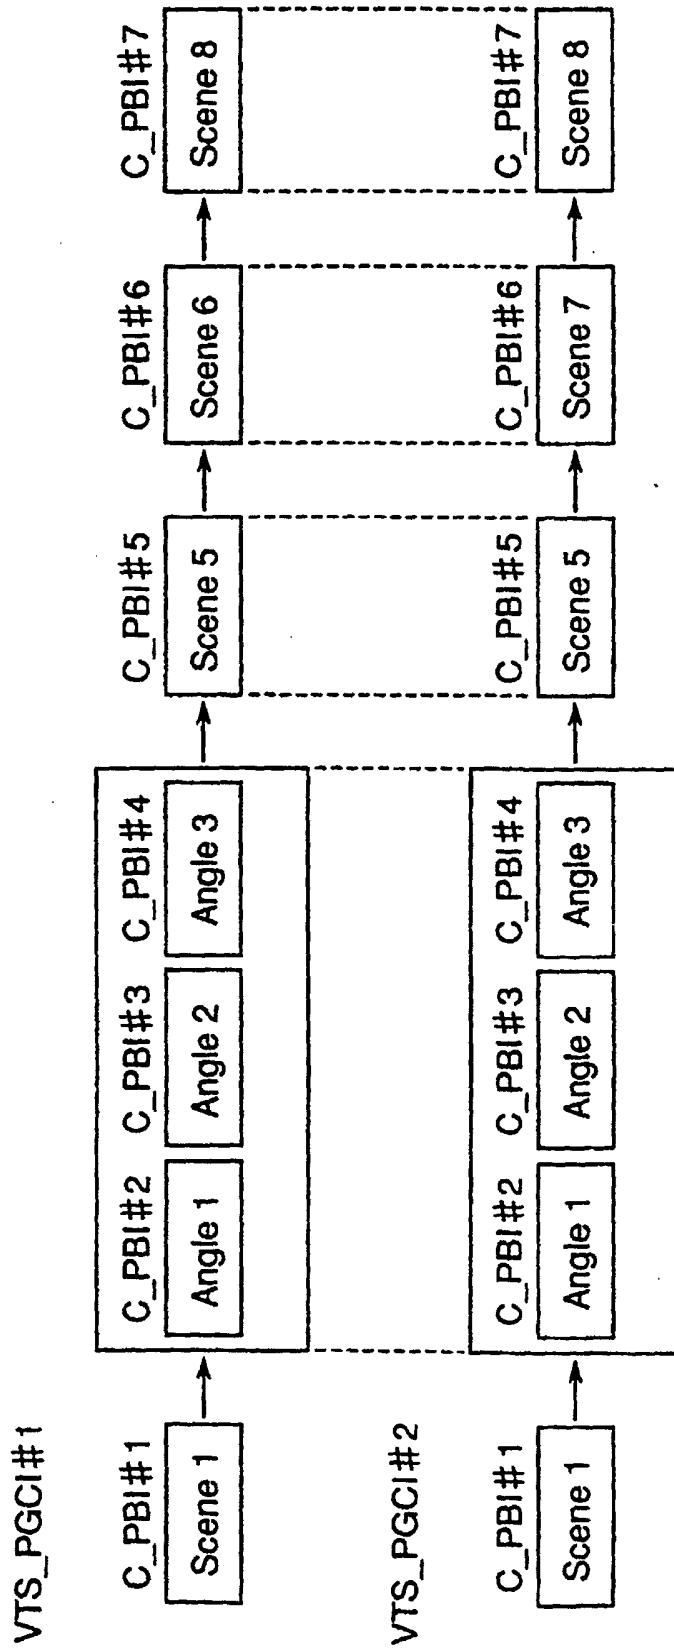 VTS_PGCI#1
C_PBI#1
Scene 1
C_PBI#2
Angle 1
C_PBI#3
Angle 2
C_PBI#4
Angle 3
C_PBI#5
Scene 5
C_PBI#6
Scene 6
C_PBI#7
Scene 8
VTS_PGCI#2
C_PBI#1
Scene 1
C_PBI#2
Angle 1
C_PBI#3
Angle 2
C_PBI#4
Angle 3
C_PBI#5
Scene 5
C_PBI#6
Scene 7
C_PBI#7
Scene 8